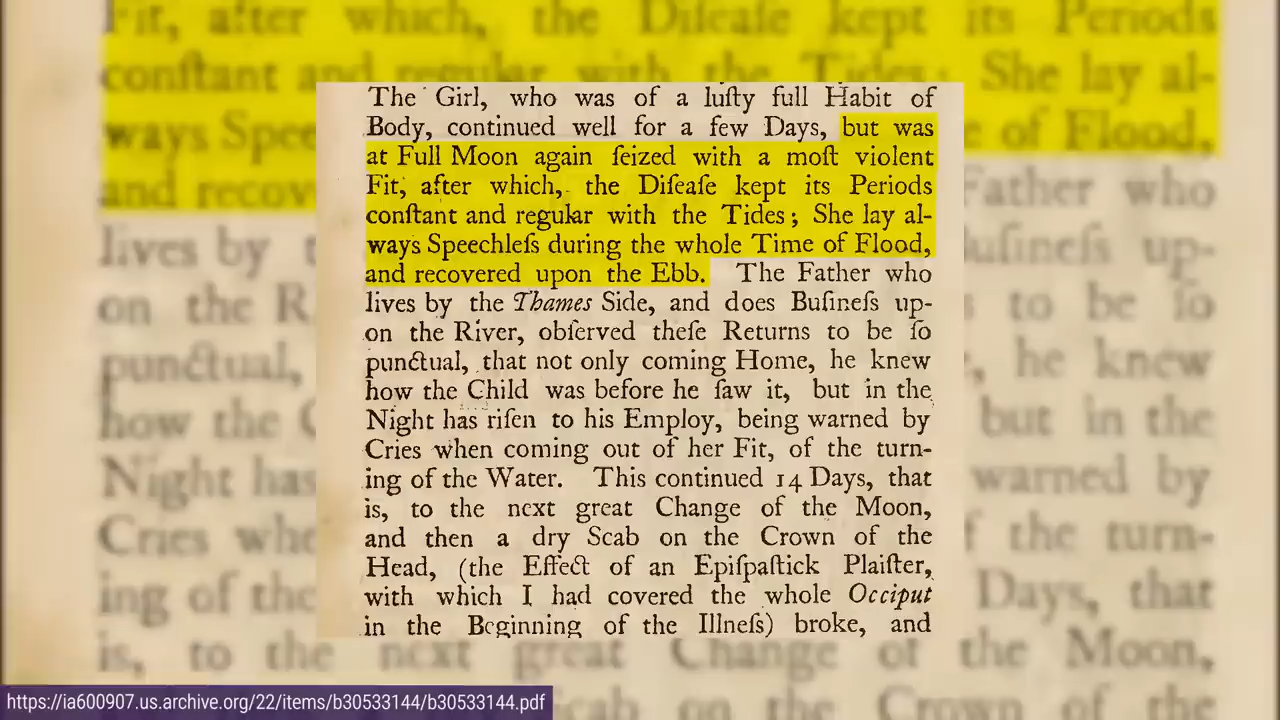 The Girl, who was of a luſty full Habit of
Body, continued well for a few Days, but was
at Full Moon again ſeized with a moſt violent
Fit, after which, the Diſeaſe kept its Periods
conſtant and regular with the Tides; She lay al-
ways Speechleſs during the whole Time of Flood,
and recovered upon the Ebb. The Father who
lives by the Thames Side, and does Buſineſs up-
on the River, obſerved theſe Returns to be ſo
punctual, that not only coming Home, he knew
how the Child was before he ſaw it, but in the
Night has riſen to his Employ, being warned by
Cries when coming out of her Fit, of the turn-
ing of the Water. This continued 14 Days, that
is, to the next great Change of the Moon,
and then a dry Scab on the Crown of the
Head, (the Effect of an Epiſpaſtick Plaiſter,
with which I had covered the whole Occiput
in the Beginning of the Illneſs) broke, and
https://ia600907.us.archive.org/22/items/b30533144/b30533144.pdf